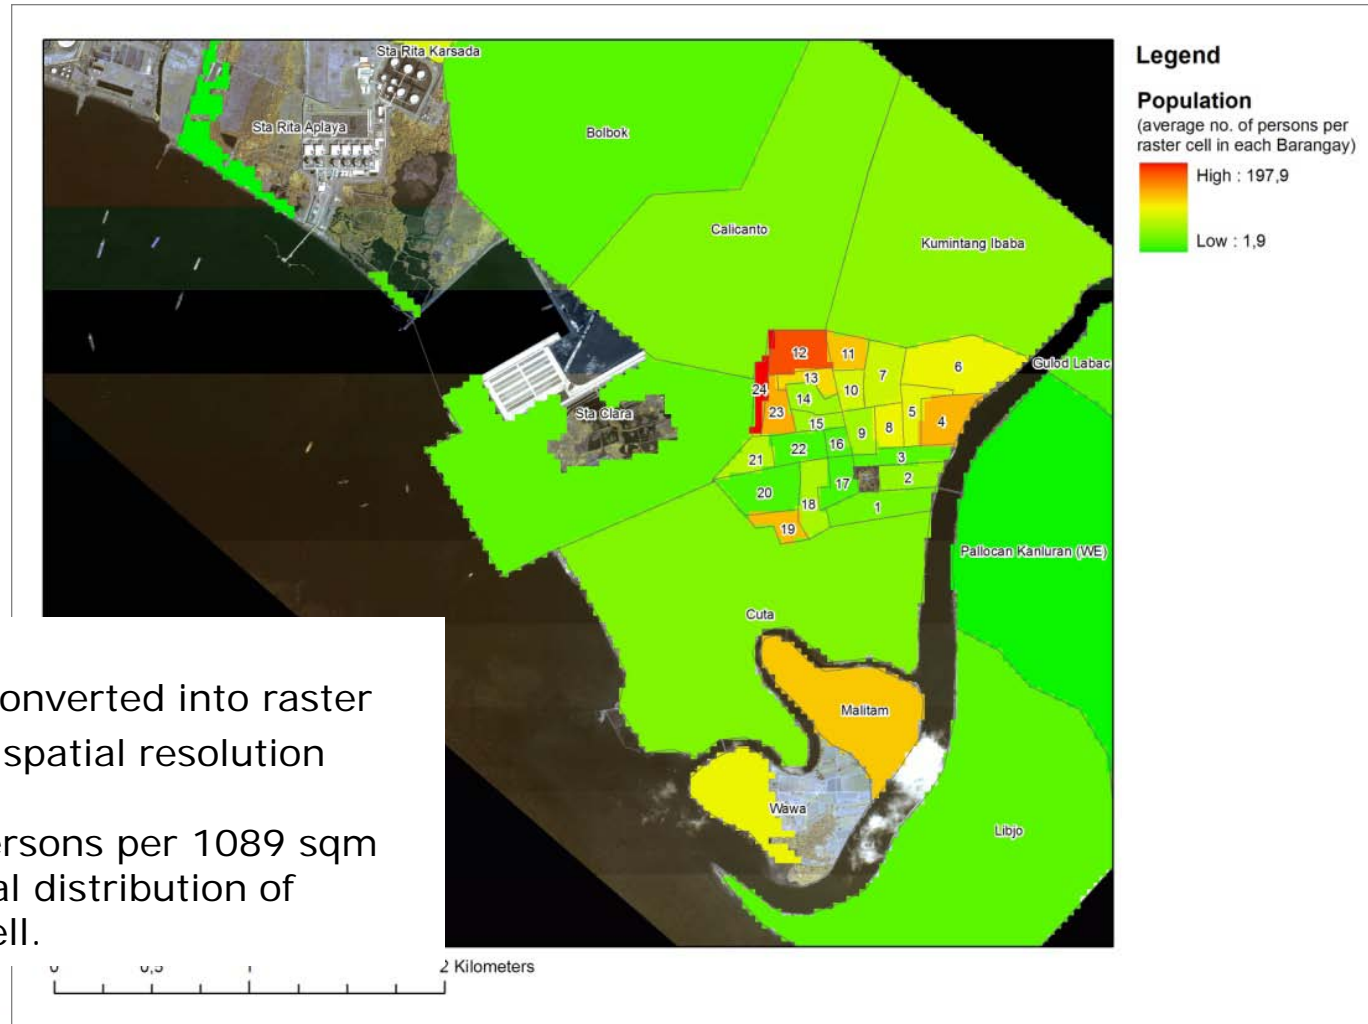 Legend
Population
(average no. of persons per
raster cell in each Barangay)
High : 197,9
Low : 1,9
Sta Rita Karsada
Sta Rita Aplaya
Bolbok
Calicanto
Kumintang Ibaba
Gulod Labac
12
11
7
6
13
24
10
14
23
5
4
15
9
8
16
22
3
21
2
17
20
18
1
19
Sta Clara
Pallocan Kanluran (WE)
Cuta
Malitam
Wawa
Libjo
onverted into raster
spatial resolution
ersons per 1089 sqm
al distribution of
ell.
2 Kilometers